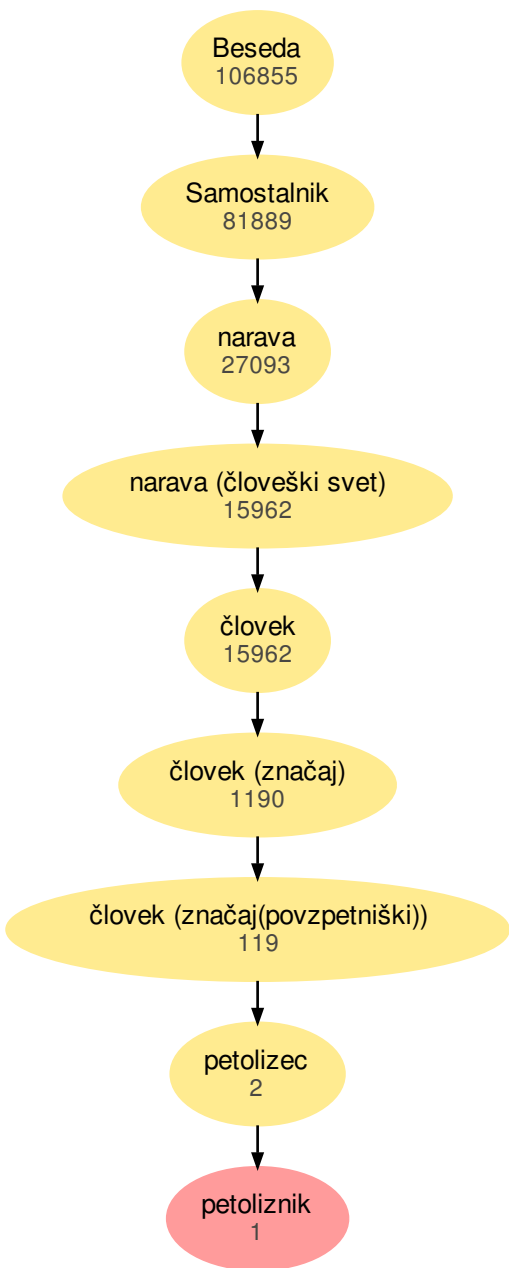 Beseda
106855
Samostalnik
81889
narava
27093
narava (človeški svet)
15962
človek
15962
človek (značaj)
1190
človek (značaj(povzpetniški))
119
petolizec
2
petoliznik
1